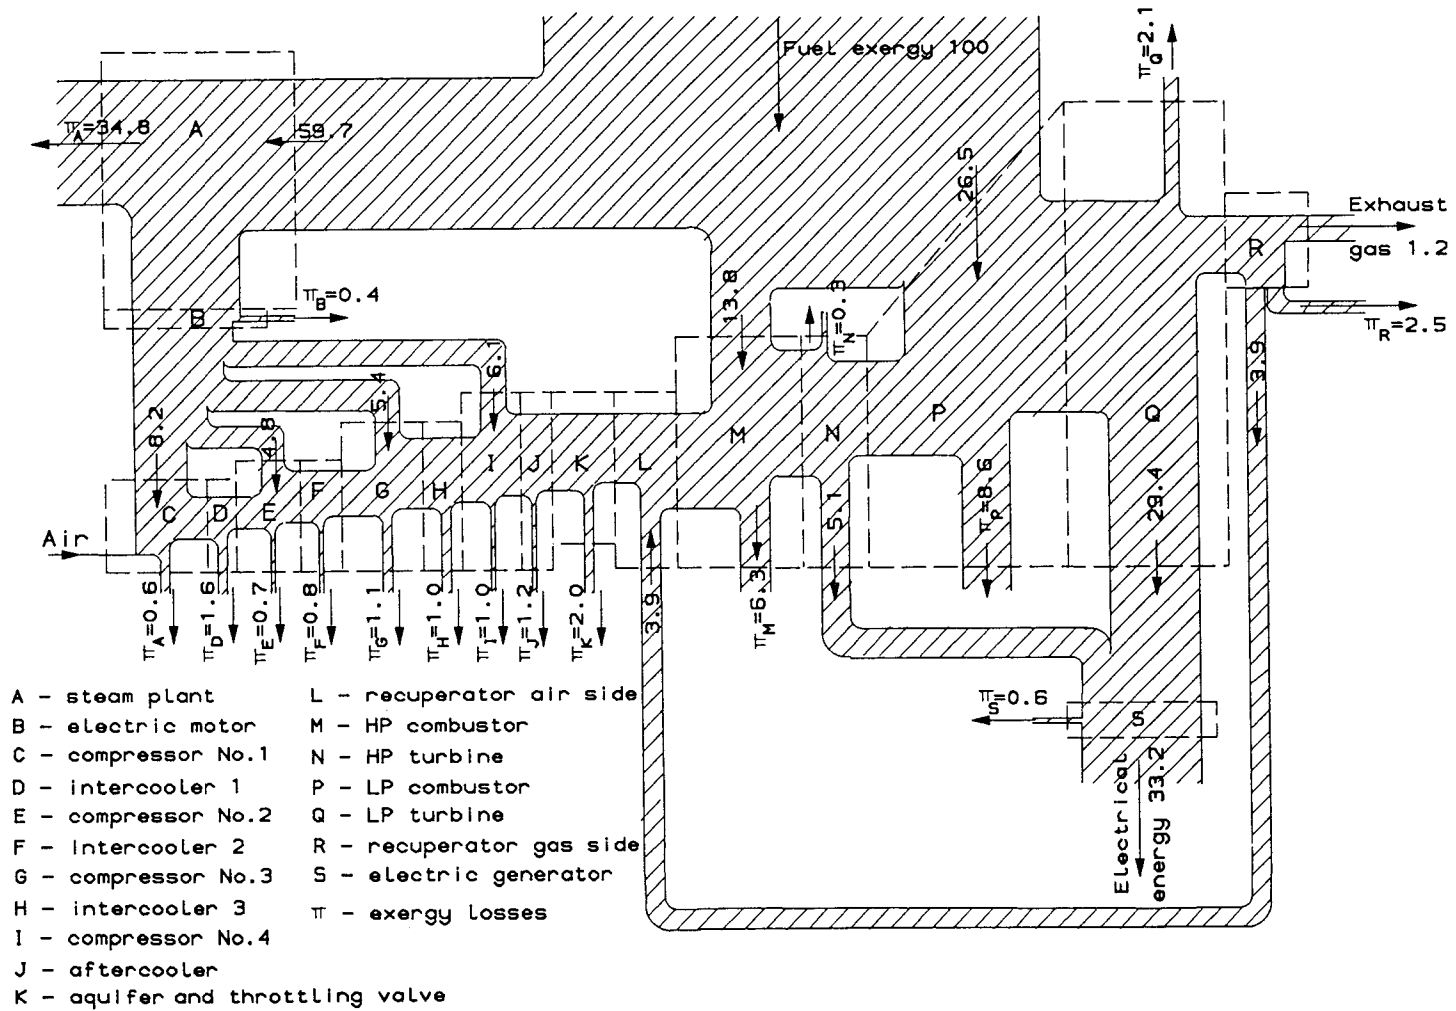 Fuel exergy 100
π_Q=2.1
π_A=34.8
A
59.7
26.5
Exhaust
gas 1.2
R
π_B=0.4
B
13.8
π_N=0.3
π_R=2.5
6.1
3.9
5.4
8.2
4.8
M
N
P
Q
I
J
K
L
G
H
F
E
D
C
Air
5.1
π_P=8.6
29.4
π_A=0.6
π_D=1.6
π_E=0.7
π_F=0.8
π_G=1.1
π_H=1.0
π_I=1.0
π_J=1.2
π_K=2.0
3.9
π_M=6.3
π_S=0.6
S
Electrical
energy 33.2
A - steam plant
B - electric motor
C - compressor No.1
D - intercooler 1
E - compressor No.2
F - intercooler 2
G - compressor No.3
H - intercooler 3
I - compressor No.4
J - aftercooler
K - aquifer and throttling valve
L - recuperator air side
M - HP combustor
N - HP turbine
P - LP combustor
Q - LP turbine
R - recuperator gas side
S - electric generator
π - exergy losses